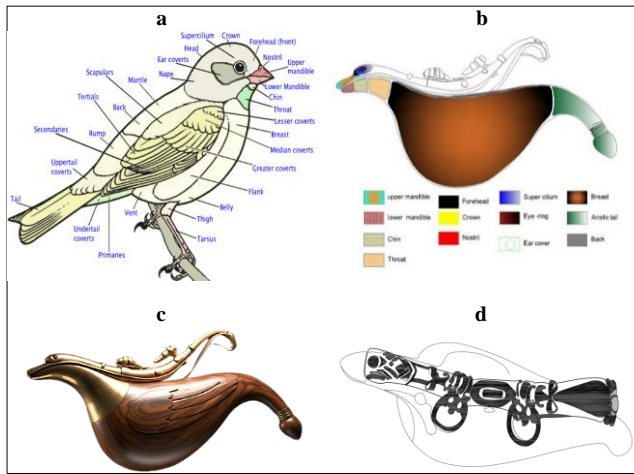 a
Supercilium
Crown
Head
Forehead (front)
Ear coverts
Nostril
Nape
Upper mandible
Scapulars
Mantle
Lower Mandible
Chin
Tertials
Back
Throat
Lesser coverts
Secondaries
Breast
Rump
Median coverts
Uppertail coverts
Greater coverts
Flank
Tail
Vent
Belly
Thigh
Undertail coverts
Tarsus
Primaries
b
upper mandible
Forehead
Super cilium
Breast
lower mandible
Crown
Eye -ring
Aristic tail
Chin
Nostril
Ear cover
Back
Throat
c
d